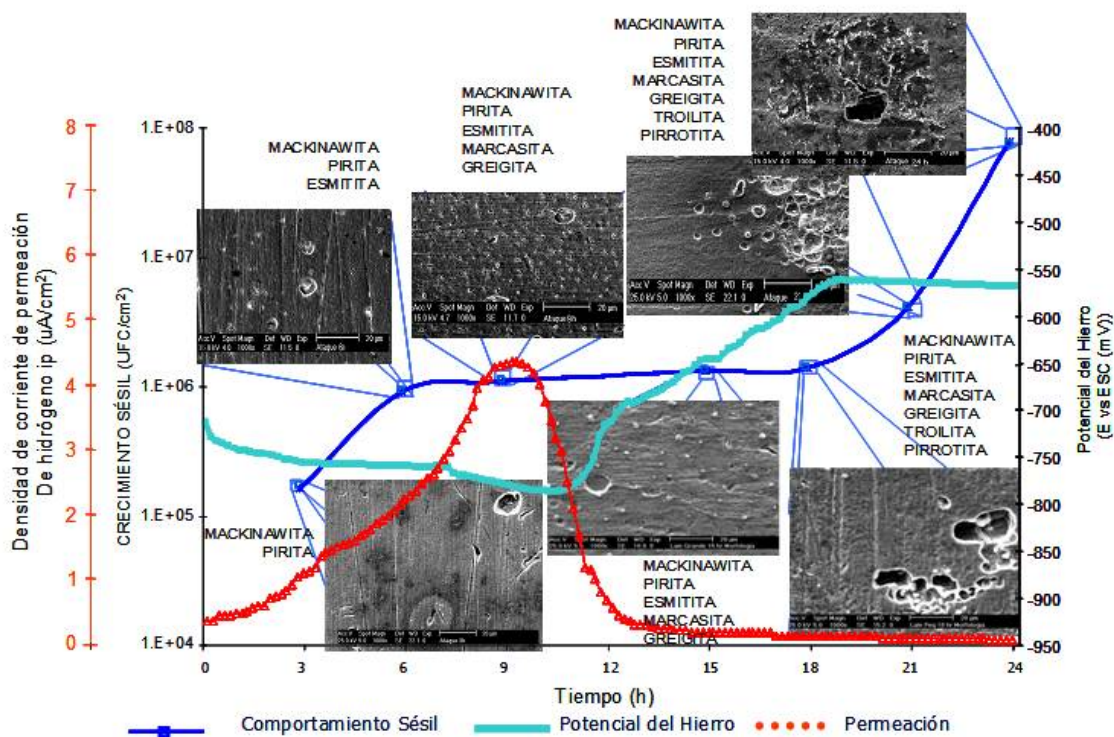 MACKINAWITA
PIRITA
ESMITITA
MARCASITA
GREIGITA
TROILITA
PIRROTITA
MACKINAWITA
PIRITA
ESMITITA
MARCASITA
GREIGITA
MACKINAWITA
PIRITA
ESMITITA
MACKINAWITA
PIRITA
MACKINAWITA
PIRITA
ESMITITA
MARCASITA
GREIGITA
MACKINAWITA
PIRITA
ESMITITA
MARCASITA
GREIGITA
TROILITA
PIRROTITA
Densidad de corriente de permeación
De hidrógeno ip (uA/cm2)
8
7
6
5
4
3
2
1
0
CRECIMIENTO SÉSIL (UFC/cm2)
1.E+08
1.E+07
1.E+06
1.E+05
1.E+04
-400
-450
-500
-550
-600
-650
-700
-750
-800
-850
-900
-950
Potencial del Hierro
(E vs ESC (mV))
0 3 6 9 12 15 18 21 24
Tiempo (h)
Comportamiento Sésil Potencial del Hierro Permeación